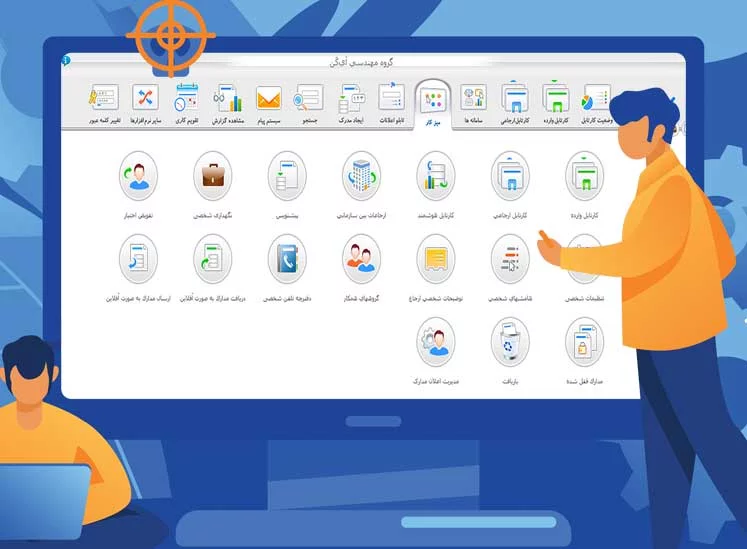 گروه مهندسی آی‌کَن
وضعیت کارتابل کارتابل وارده کارتابل ارجاعی سامانه ها میز کار تابلو اعلانات ایجاد مدرک جستجو سیستم پیام مشاهده گزارش تقویم کاری سایر نرم افزارها تغییر کلمه عبور
کارتابل وارده کارتابل ارجاعی کارتابل هوشمند ارجاعات بین سازمانی پیشنویس نگهداری شخصی تفویض اختیار
تنظیمات شخصی شخصی توضیحات شخصی ارجاع گروههای همکار دفترچه تلفن شخصی دریافت مدارک به صورت آفلاین ارسال مدارک به صورت آفلاین
مدارک قفل شده بازیافت مدیریت اعلان مدارک